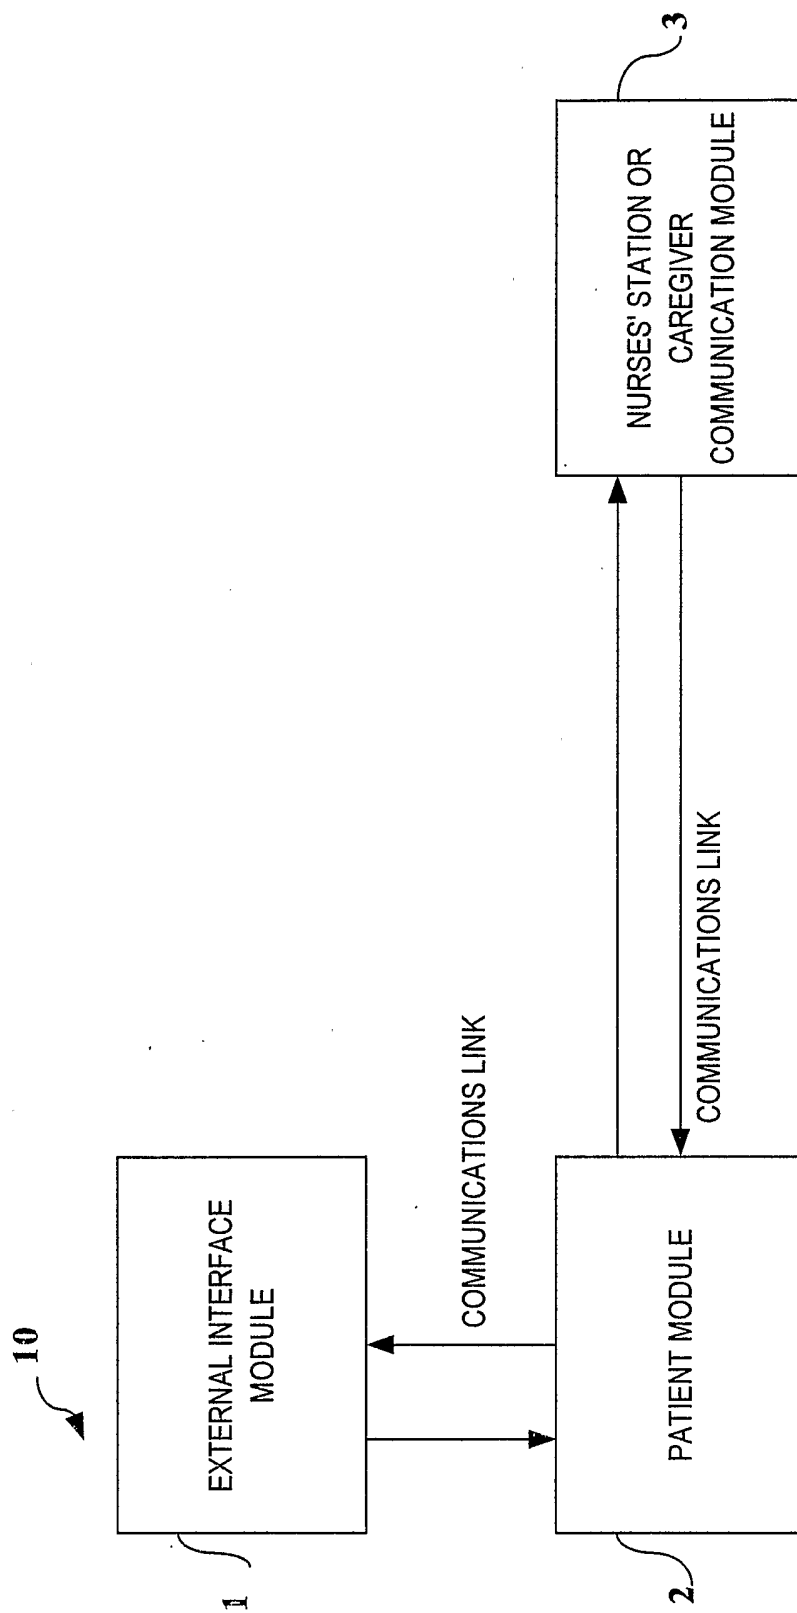 10
1
EXTERNAL INTERFACE
MODULE
COMMUNICATIONS LINK
2
PATIENT MODULE
COMMUNICATIONS LINK
NURSES' STATION OR
CAREGIVER
COMMUNICATION MODULE
3